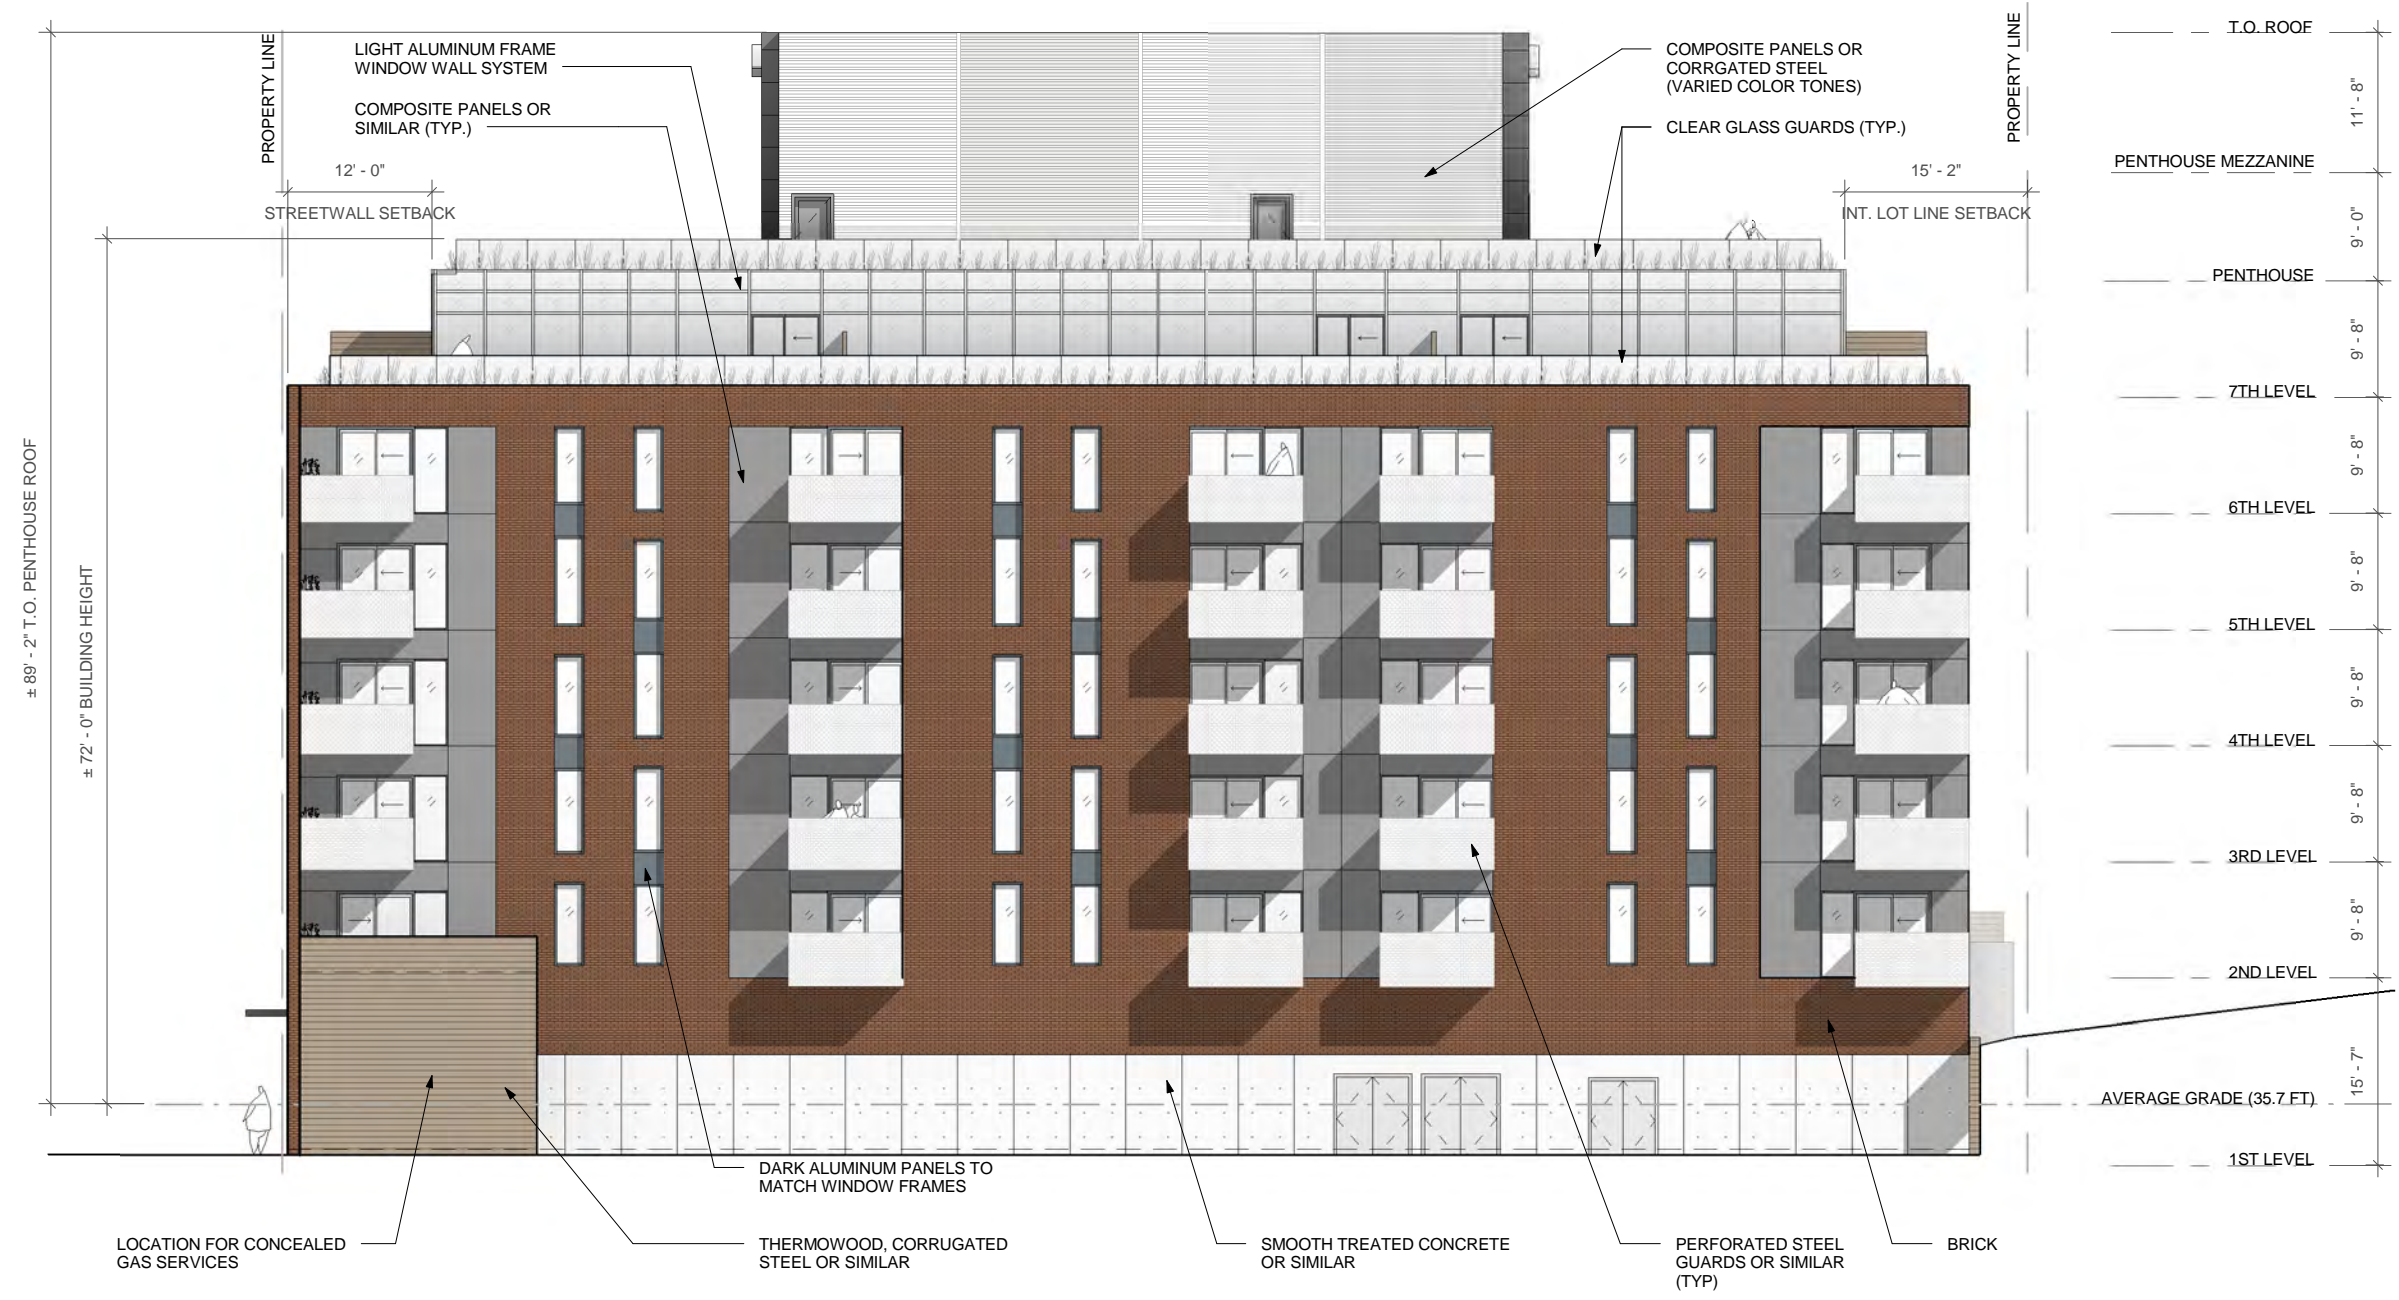 PROPERTY LINE
LIGHT ALUMINUM FRAME
WINDOW WALL SYSTEM
COMPOSITE PANELS OR
SIMILAR (TYP.)
COMPOSITE PANELS OR
CORRGATED STEEL
(VARIED COLOR TONES)
CLEAR GLASS GUARDS (TYP.)
PROPERTY LINE
12' - 0"
STREETWALL SETBACK
15' - 2"
INT. LOT LINE SETBACK
± 89' - 2" T.O. PENTHOUSE ROOF
± 72' - 0" BUILDING HEIGHT
T.O. ROOF
11' - 8"
PENTHOUSE MEZZANINE
9' - 0"
PENTHOUSE
9' - 8"
7TH LEVEL
9' - 8"
6TH LEVEL
9' - 8"
5TH LEVEL
9' - 8"
4TH LEVEL
9' - 8"
3RD LEVEL
9' - 8"
2ND LEVEL
15' - 7"
AVERAGE GRADE (35.7 FT)
1ST LEVEL
DARK ALUMINUM PANELS TO
MATCH WINDOW FRAMES
LOCATION FOR CONCEALED
GAS SERVICES
THERMOWOOD, CORRUGATED
STEEL OR SIMILAR
SMOOTH TREATED CONCRETE
OR SIMILAR
PERFORATED STEEL
GUARDS OR SIMILAR
(TYP)
BRICK